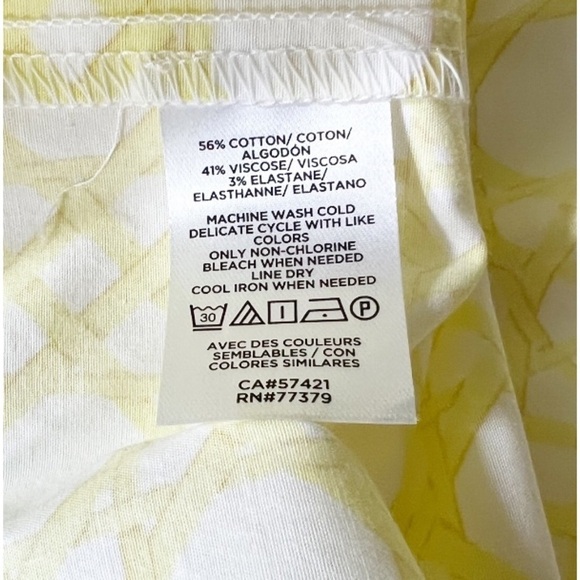 56% COTTON/ COTON/
ALGODÓN
41% VISCOSE/ VISCOSA
3% ELASTANE/
ELASTHANNE/ ELASTANO
MACHINE WASH COLD
DELICATE CYCLE WITH LIKE
COLORS
ONLY NON-CHLORINE
BLEACH WHEN NEEDED
LINE DRY
COOL IRON WHEN NEEDED
30 P
AVEC DES COULEURS
SEMBLABLES / CON
COLORES SIMILARES
CA#57421
RN#77379